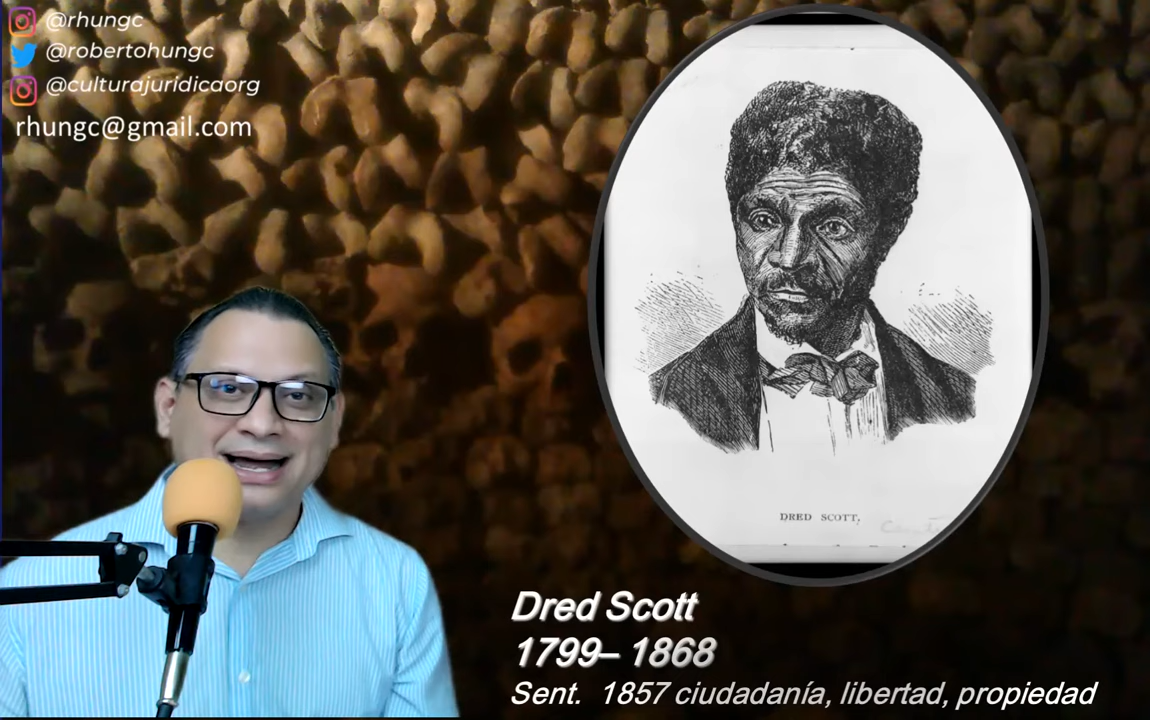 @rhungc
@robertohungc
@culturajuridicaorg
rhungc@gmail.com
DRED SCOTT.
Dred Scott
1799– 1868
Sent. 1857 ciudadanía, libertad, propiedad